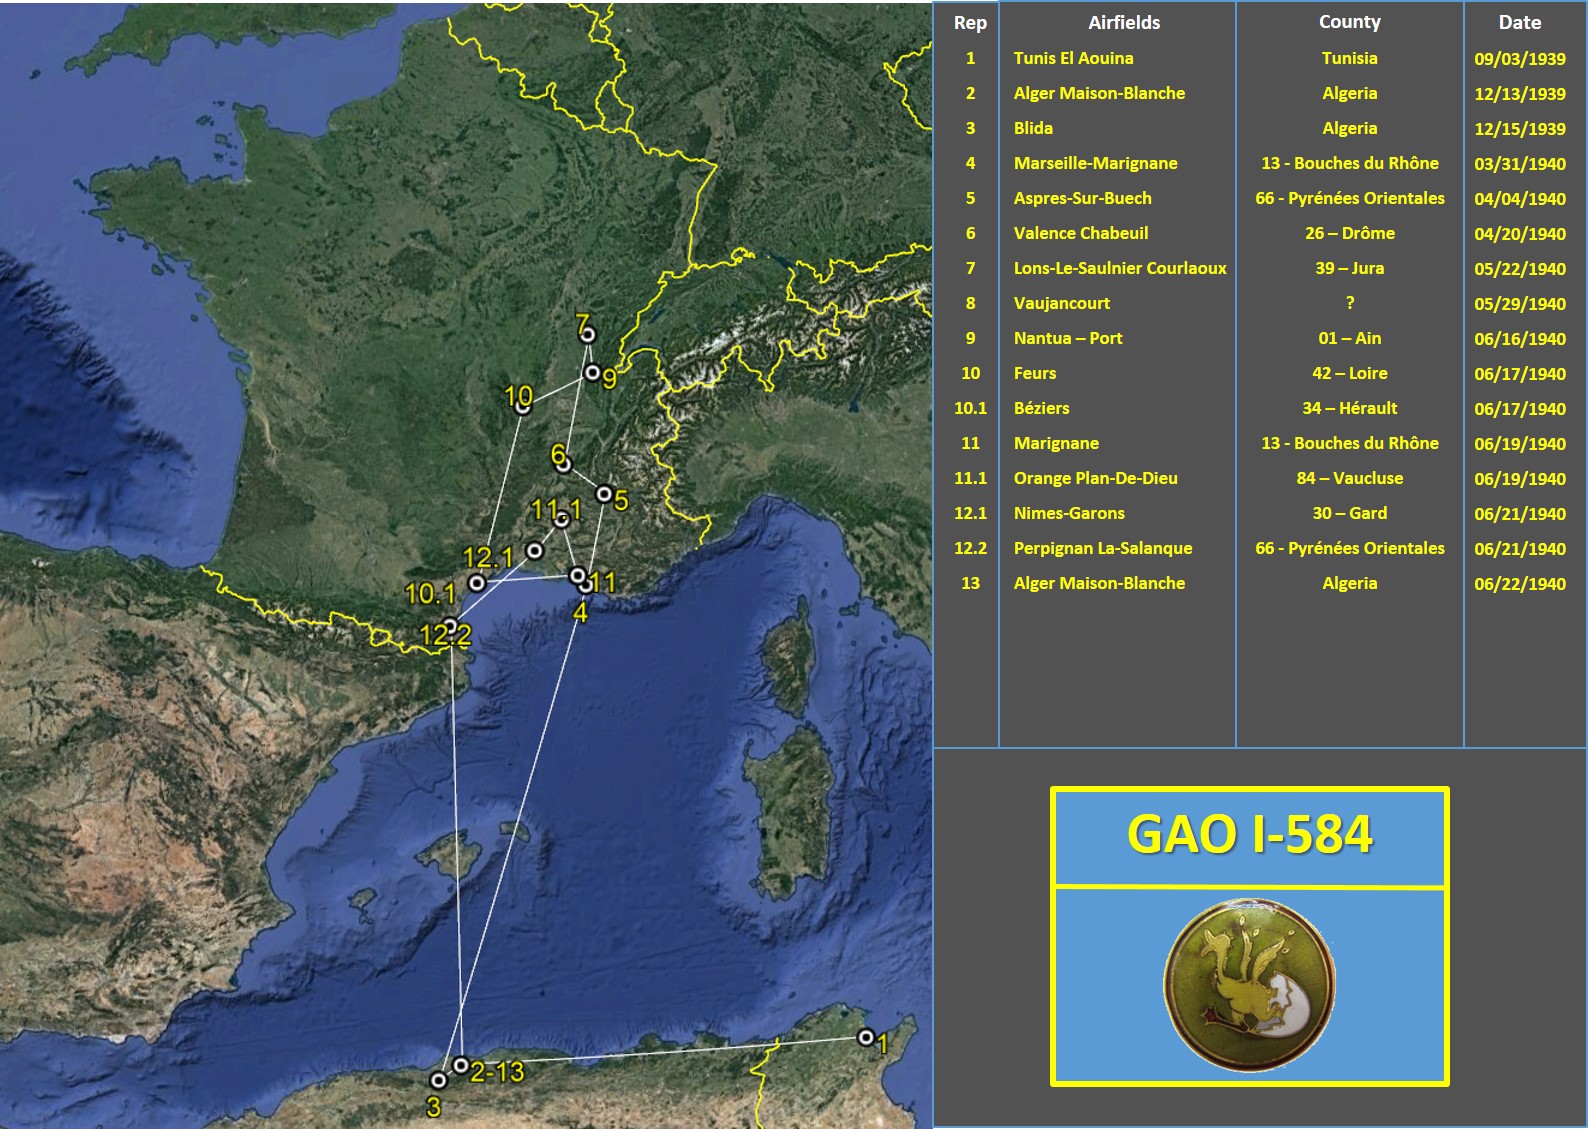 7
9
10
6
5
11.1
12.1
10.1
11
4
12.2
1
2-13
3
Rep Airfields County Date
1 Tunis El Aouina Tunisia 09/03/1939
2 Alger Maison-Blanche Algeria 12/13/1939
3 Blida Algeria 12/15/1939
4 Marseille-Marignane 13 - Bouches du Rhône 03/31/1940
5 Aspres-Sur-Buech 66 - Pyrénées Orientales 04/04/1940
6 Valence Chabeuil 26 – Drôme 04/20/1940
7 Lons-Le-Saulnier Courlaoux 39 – Jura 05/22/1940
8 Vaujancourt ? 05/29/1940
9 Nantua – Port 01 – Ain 06/16/1940
10 Feurs 42 – Loire 06/17/1940
10.1 Béziers 34 – Hérault 06/17/1940
11 Marignane 13 - Bouches du Rhône 06/19/1940
11.1 Orange Plan-De-Dieu 84 – Vaucluse 06/19/1940
12.1 Nimes-Garons 30 – Gard 06/21/1940
12.2 Perpignan La-Salanque 66 - Pyrénées Orientales 06/21/1940
13 Alger Maison-Blanche Algeria 06/22/1940
GAO I-584